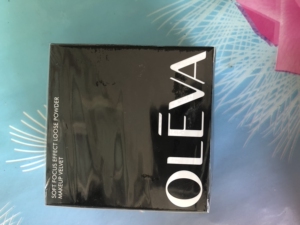 SOFT FOCUS EFFECT LOOSE POWDER
MAKEUP VELVET
OLĒVA